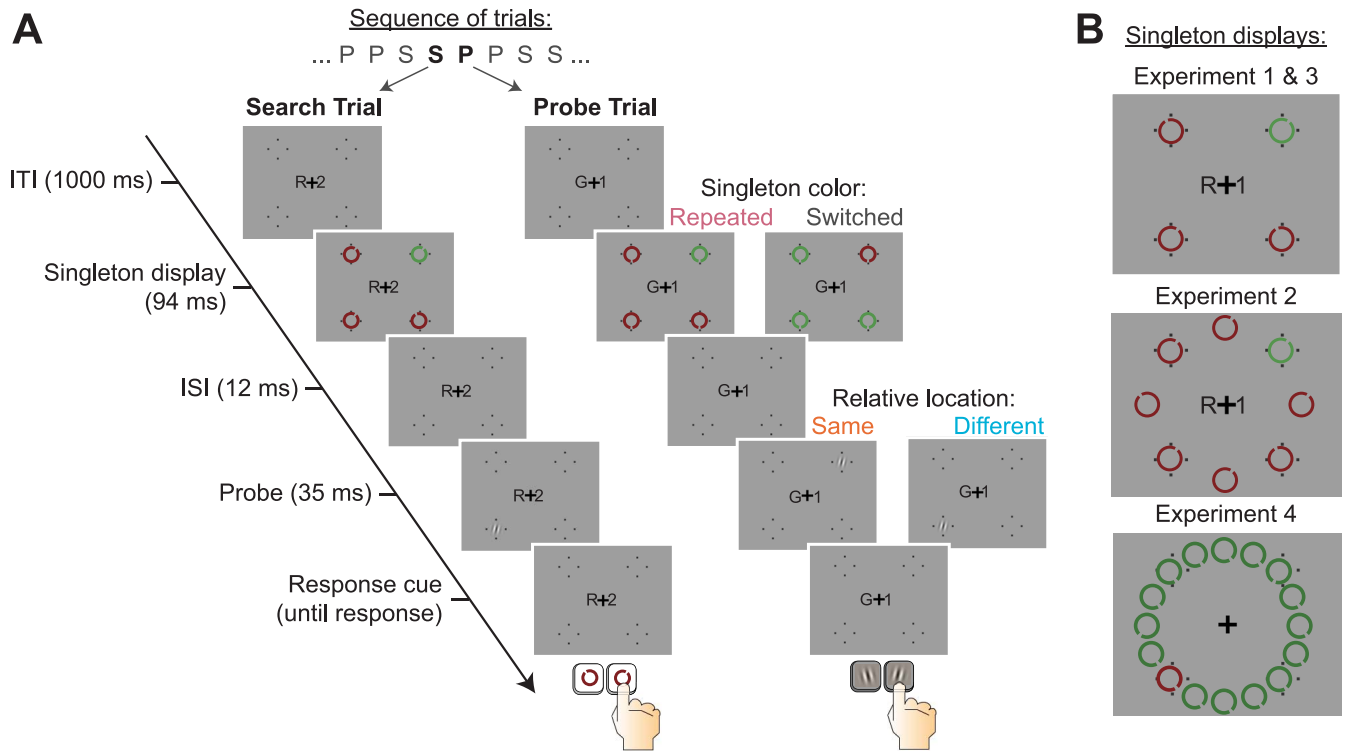 A
Sequence of trials:
... P P S S P P S S ...
Search Trial
Probe Trial
ITI (1000 ms)
R+2
G+1
Singleton color:
Repeated
Switched
Singleton display
(94 ms)
R+2
G+1
G+1
ISI (12 ms)
R+2
G+1
Relative location:
Same
Different
Probe (35 ms)
R+2
G+1
G+1
Response cue
(until response)
R+2
G+1
B
Singleton displays:
Experiment 1 & 3
R+1
Experiment 2
R+1
Experiment 4